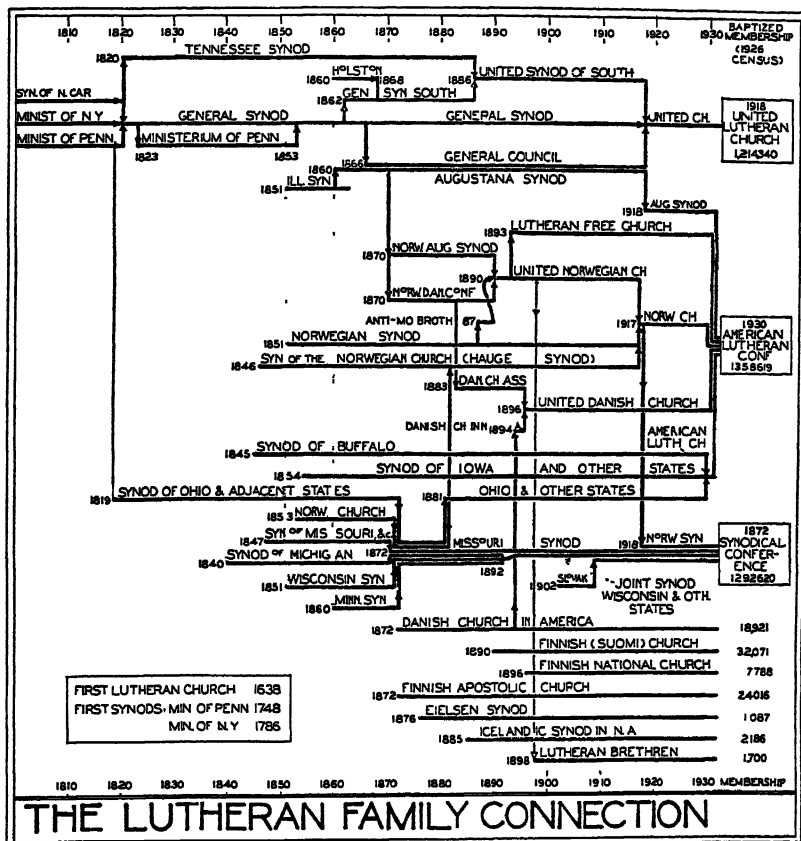 1810 1820 1830 1840 1850 1860 1870 1880 1890 1900 1910 1920 1930 BAPTIZED
MEMBERSHIP
(1926
CENSUS)
TENNESSEE SYNOD
1820
HOLSTON
1860 1868 1886 UNITED SYNOD OF SOUTH
GEN SYN SOUTH
1862
SYN. OF N. CAR
MINIST OF N Y GENERAL SYNOD GENERAL SYNOD UNITED CH.
1918
UNITED
LUTHERAN
CHURCH
1,214,340
MINIST OF PENN. MINISTERIUM OF PENN
1823 1853
1866 GENERAL COUNCIL
1860 AUGUSTANA SYNOD
ILL. SYN
1851
1918 AUG SYNOD
LUTHERAN FREE CHURCH
1893
NORW. AUG SYNOD
1870
1890 UNITED NORWEGIAN CH
NORW. DAN. CONF
1870
ANTI-MO BROTH 87
1917 NORW CH
NORWEGIAN SYNOD
1851
SYN OF THE NORWEGIAN CHURCH (HAUGE SYNOD)
1846
1930
AMERICAN
LUTHERAN
CONF
1358619
1883 DAN. CH ASS
1896 UNITED DANISH CHURCH
DANISH CH IN N 1894 A
AMERICAN
LUTH. CH
SYNOD OF BUFFALO
1845
SYNOD OF IOWA AND OTHER STATES
1854
SYNOD OF OHIO & ADJACENT STATES
1819
1881 OHIO & OTHER STATES
NORW. CHURCH
1853
SYN OF MIS SOURI, &c
1847
1872 MISSOURI SYNOD
1918 NORW SYN
1872
SYNODICAL
CONFER-
ENCE
1292620
SYNOD OF MICHIGAN
1840
1892
WISCONSIN SYN
1851
SLOVAK
1902
JOINT SYNOD
WISCONSIN & OTH.
STATES
MINN. SYN
1860
1872 DANISH CHURCH IN AMERICA 18,921
1890 FINNISH (SUOMI) CHURCH 32,071
1896 FINNISH NATIONAL CHURCH 7788
1872 FINNISH APOSTOLIC CHURCH 24016
1876 EIELSEN SYNOD 1087
1885 ICELANDIC SYNOD IN N. A 2186
1898 LUTHERAN BRETHREN 1,700
FIRST LUTHERAN CHURCH 1638
FIRST SYNODS, MIN OF PENN 1748
MIN. OF N.Y 1786
1810 1820 1830 1840 1850 1860 1870 1880 1890 1900 1910 1920 1930 MEMBERSHIP
THE LUTHERAN FAMILY CONNECTION